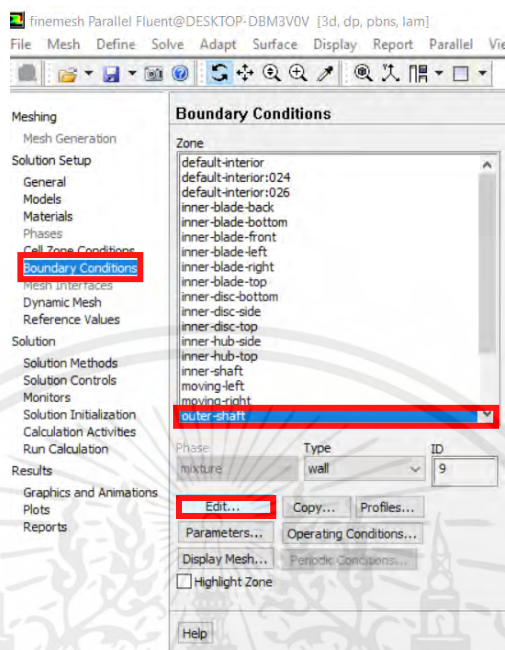 finemesh Parallel Fluent@DESKTOP-DBM3V0V [3d, dp, pbns, lam]
File Mesh Define Solve Adapt Surface Display Report Parallel Vie
Meshing
Mesh Generation
Solution Setup
General
Models
Materials
Phases
Cell Zone Conditions
Boundary Conditions
Mesh Interfaces
Dynamic Mesh
Reference Values
Solution
Solution Methods
Solution Controls
Monitors
Solution Initialization
Calculation Activities
Run Calculation
Results
Graphics and Animations
Plots
Reports
Boundary Conditions
Zone
default-interior
default-interior:024
default-interior:026
inner-blade-back
inner-blade-bottom
inner-blade-front
inner-blade-left
inner-blade-right
inner-blade-top
inner-disc-bottom
inner-disc-side
inner-disc-top
inner-hub-side
inner-hub-top
inner-shaft
moving-left
moving-right
outer-shaft
Phase Type ID
mixture wall 9
Edit... Copy... Profiles...
Parameters... Operating Conditions...
Display Mesh... Periodic Conditions...
Highlight Zone
Help